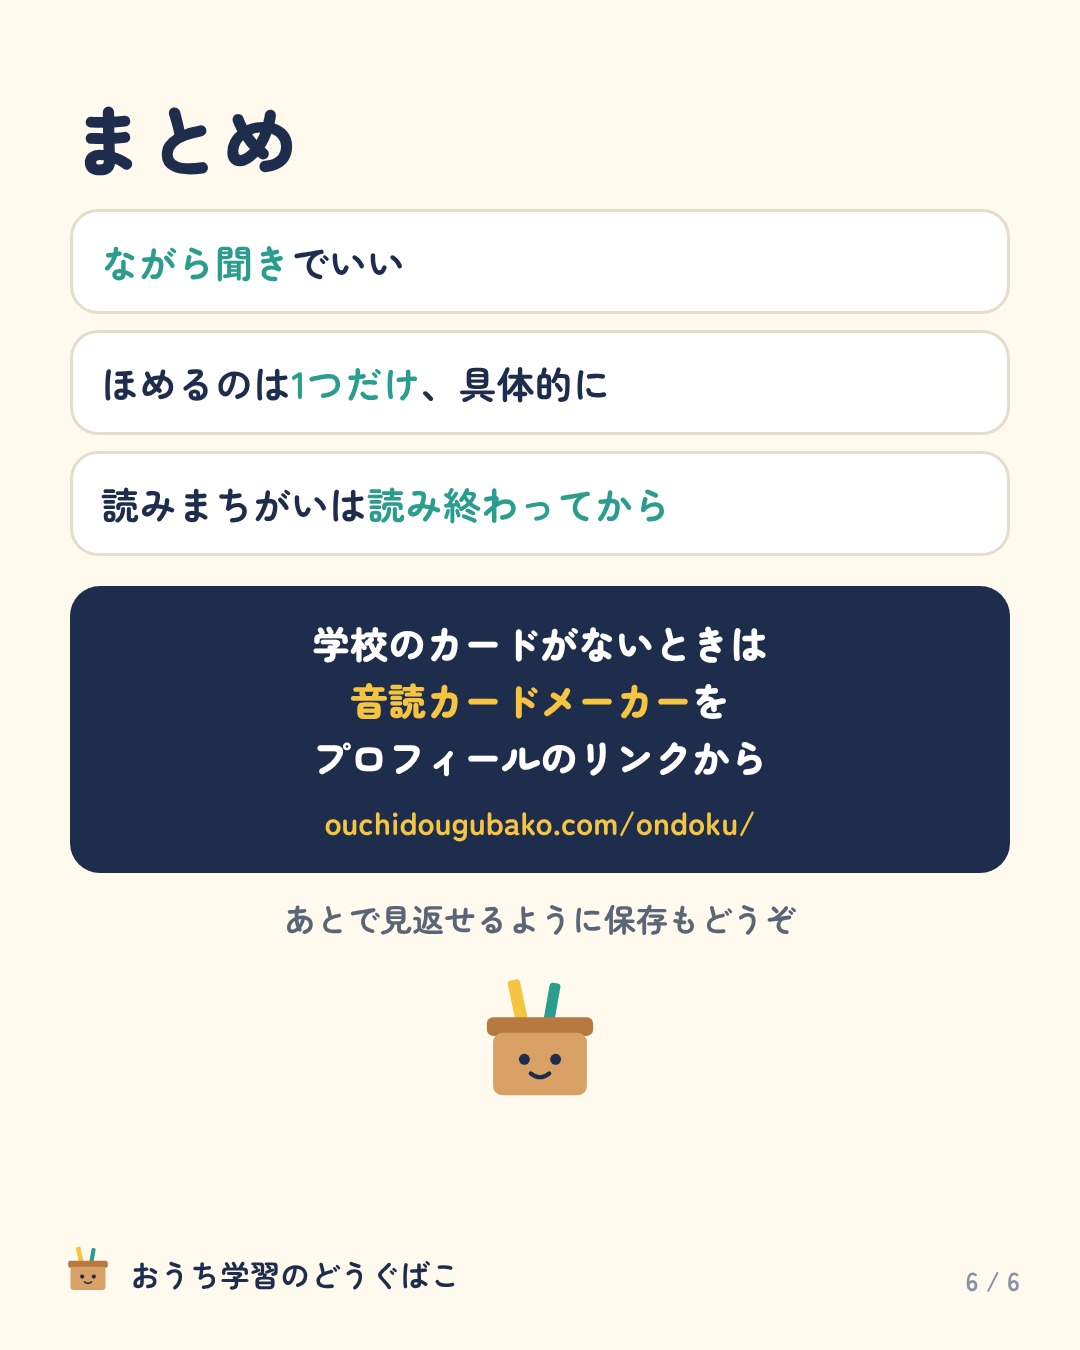 まとめ
ながら聞きでいい
ほめるのは1つだけ、具体的に
読みまちがいは読み終わってから
学校のカードがないときは
音読カードメーカーを
プロフィールのリンクから
ouchidougubako.com/ondoku/
あとで見返せるように保存もどうぞ
おうち学習のどうぐばこ
6 / 6